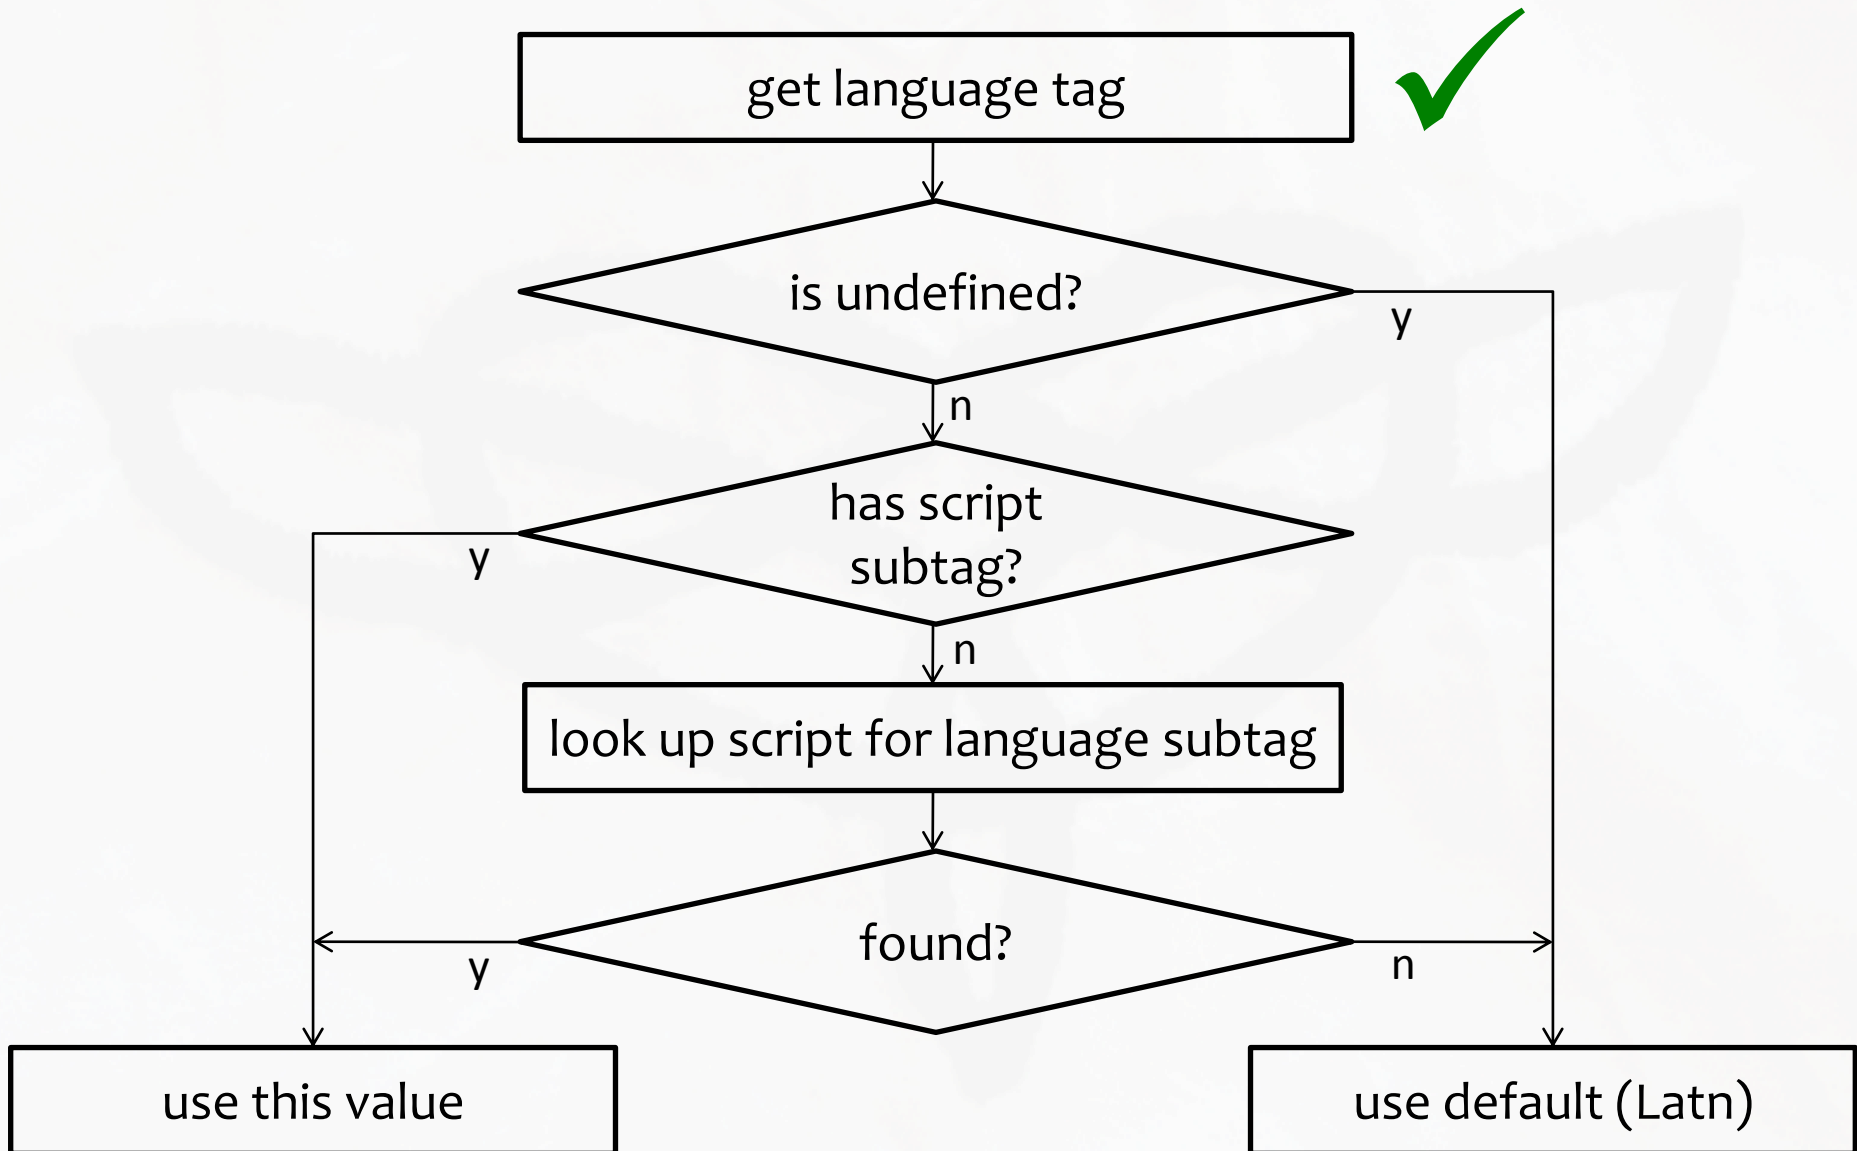 get language tag
is undefined?
y
n
has script
subtag?
y
n
look up script for language subtag
found?
y
n
use this value
use default (Latn)